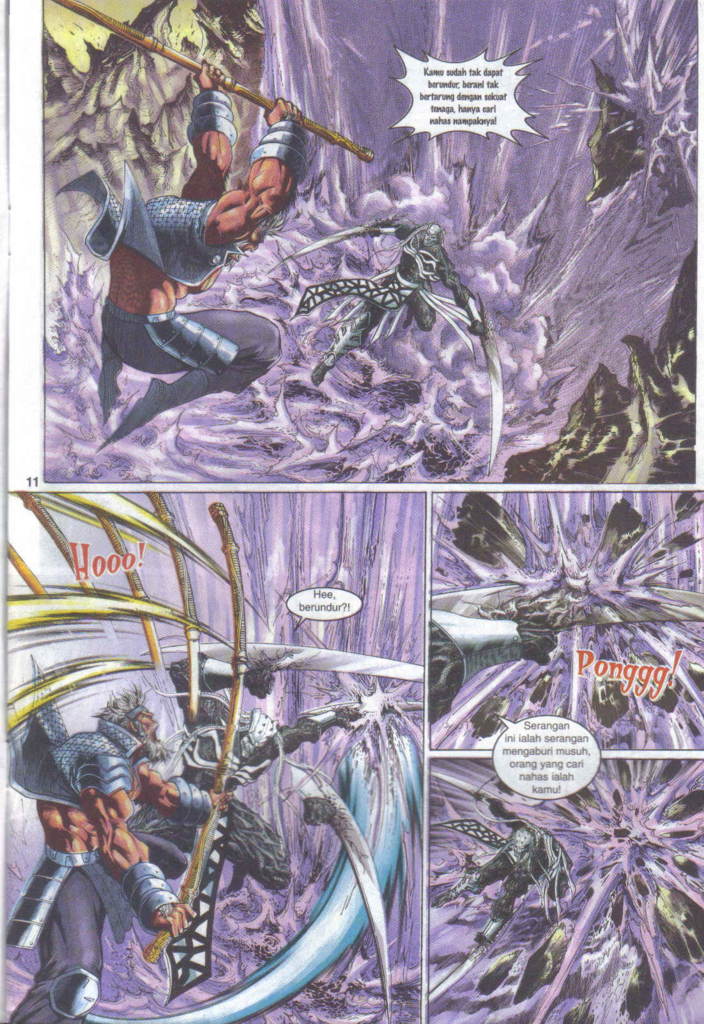 Kamu sudah tak dapat
berundur, berani tak
bertarung dengan sekuat
tenaga, hanya cari
nahas nampaknya!
11
Hooo!
Hee,
berundur?!
Ponggg!
Serangan
ini ialah serangan
mengaburi musuh,
orang yang cari
nahas ialah
kamu!